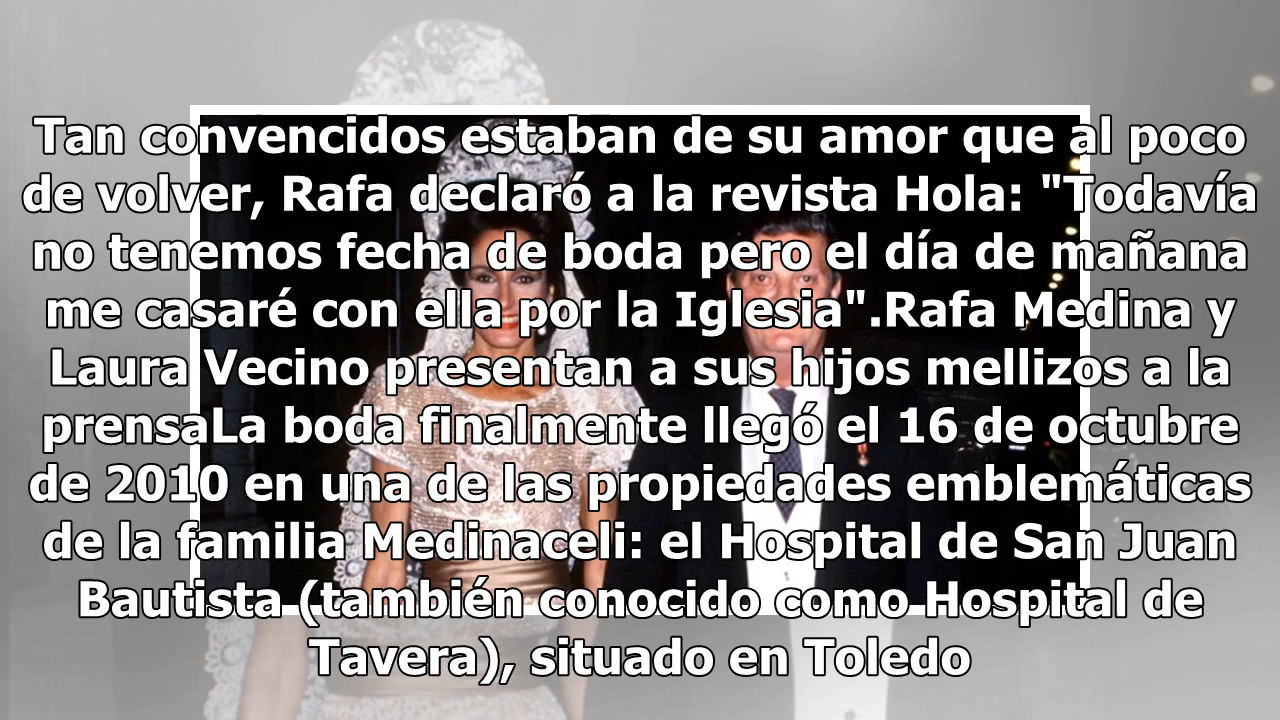 Tan convencidos estaban de su amor que al poco
de volver, Rafa declaró a la revista Hola: "Todavía
no tenemos fecha de boda pero el día de mañana
me casaré con ella por la Iglesia".Rafa Medina y
Laura Vecino presentan a sus hijos mellizos a la
prensaLa boda finalmente llegó el 16 de octubre
de 2010 en una de las propiedades emblemáticas
de la familia Medinaceli: el Hospital de San Juan
Bautista (también conocido como Hospital de
Tavera), situado en Toledo